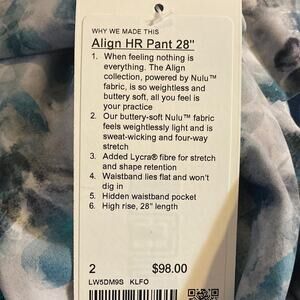 WHY WE MADE THIS
Align HR Pant 28"
1. When feeling nothing is
everything. The Align
collection, powered by Nulu™
fabric, is so weightless and
buttery soft, all you feel is
your practice
2. Our buttery-soft Nulu™ fabric
feels weightlessly light and is
sweat-wicking and four-way
stretch
3. Added Lycra® fibre for stretch
and shape retention
4. Waistband lies flat and won't
dig in
5. Hidden waistband pocket
6. High rise, 28" length
2 $98.00
LW5DM9S KLFO